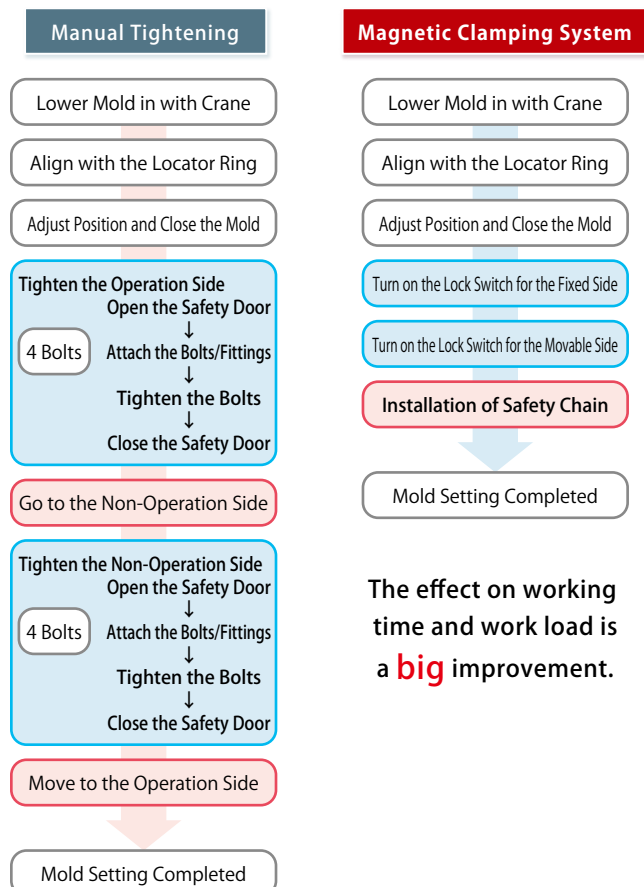 Manual Tightening
Lower Mold in with Crane
Align with the Locator Ring
Adjust Position and Close the Mold
Tighten the Operation Side
Open the Safety Door
↓
4 Bolts
Attach the Bolts/Fittings
↓
Tighten the Bolts
↓
Close the Safety Door
Go to the Non-Operation Side
Tighten the Non-Operation Side
Open the Safety Door
↓
4 Bolts
Attach the Bolts/Fittings
↓
Tighten the Bolts
↓
Close the Safety Door
Move to the Operation Side
Mold Setting Completed
Magnetic Clamping System
Lower Mold in with Crane
Align with the Locator Ring
Adjust Position and Close the Mold
Turn on the Lock Switch for the Fixed Side
Turn on the Lock Switch for the Movable Side
Installation of Safety Chain
Mold Setting Completed
The effect on working
time and work load is
a big improvement.